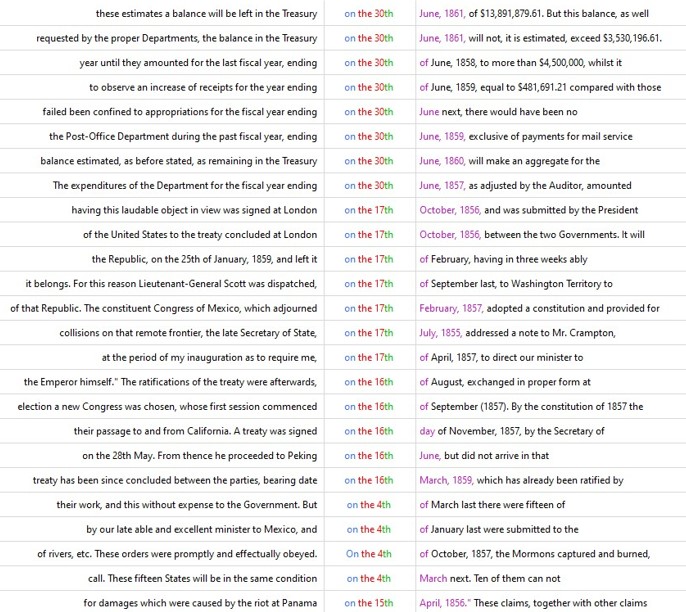 these estimates a balance will be left in the Treasury on the 30th June, 1861, of $13,891,879.61. But this balance, as well
requested by the proper Departments, the balance in the Treasury on the 30th June, 1861, will not, it is estimated, exceed $3,530,196.61.
year until they amounted for the last fiscal year, ending on the 30th of June, 1858, to more than $4,500,000, whilst it
to observe an increase of receipts for the year ending on the 30th of June, 1859, equal to $481,691.21 compared with those
failed been confined to appropriations for the fiscal year ending on the 30th June next, there would have been no
the Post-Office Department during the past fiscal year, ending on the 30th June, 1859, exclusive of payments for mail service
balance estimated, as before stated, as remaining in the Treasury on the 30th June, 1860, will make an aggregate for the
The expenditures of the Department for the fiscal year ending on the 30th June, 1857, as adjusted by the Auditor, amounted
having this laudable object in view was signed at London on the 17th October, 1856, and was submitted by the President
of the United States to the treaty concluded at London on the 17th October, 1856, between the two Governments. It will
the Republic, on the 25th of January, 1859, and left it on the 17th of February, having in three weeks ably
it belongs. For this reason Lieutenant-General Scott was dispatched, on the 17th of September last, to Washington Territory to
of that Republic. The constituent Congress of Mexico, which adjourned on the 17th February, 1857, adopted a constitution and provided for
collisions on that remote frontier, the late Secretary of State, on the 17th July, 1855, addressed a note to Mr. Crampton,
at the period of my inauguration as to require me, on the 17th of April, 1857, to direct our minister to
the Emperor himself." The ratifications of the treaty were afterwards, on the 16th of August, exchanged in proper form at
election a new Congress was chosen, whose first session commenced on the 16th of September (1857). By the constitution of 1857 the
their passage to and from California. A treaty was signed on the 16th day of November, 1857, by the Secretary of
on the 28th May. From thence he proceeded to Peking on the 16th June, but did not arrive in that
treaty has been since concluded between the parties, bearing date on the 16th March, 1859, which has already been ratified by
their work, and this without expense to the Government. But on the 4th of March last there were fifteen of
by our late able and excellent minister to Mexico, and on the 4th of January last were submitted to the
of rivers, etc. These orders were promptly and effectually obeyed. On the 4th of October, 1857, the Mormons captured and burned,
call. These fifteen States will be in the same condition on the 4th March next. Ten of them can not
for damages which were caused by the riot at Panama on the 15th April, 1856." These claims, together with other claims